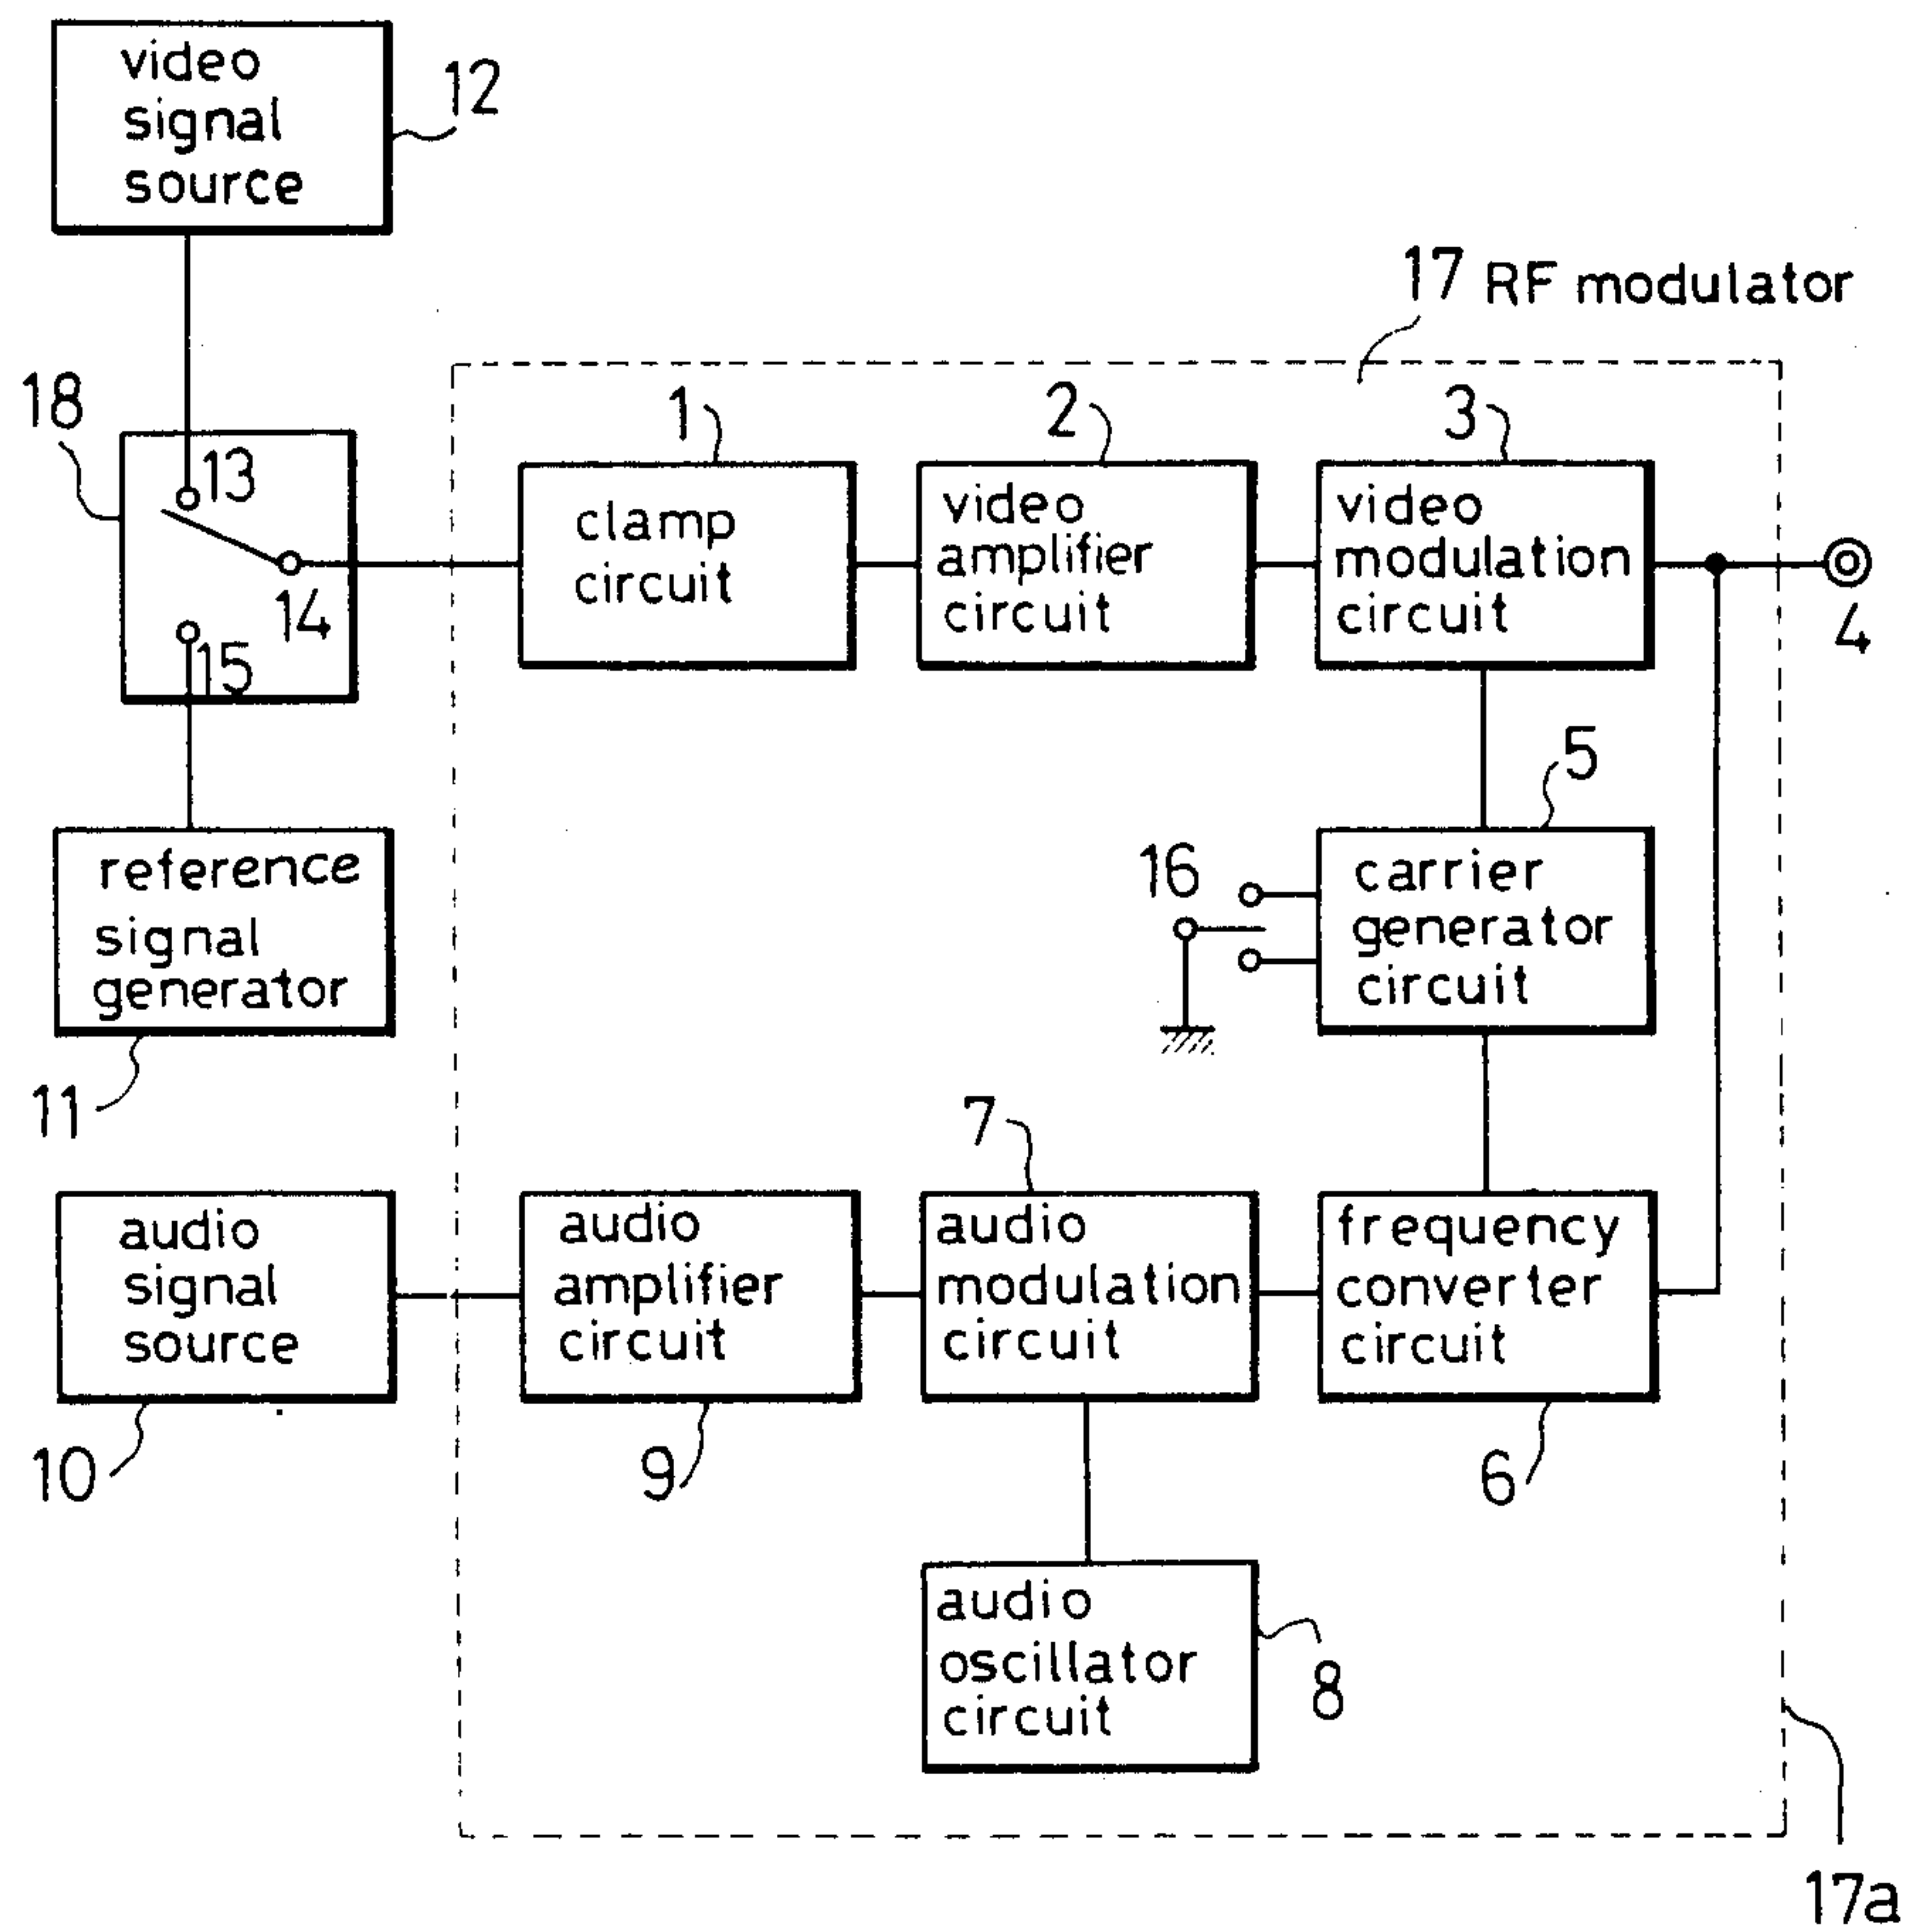 video
signal
source
12
17 RF modulator
18
13
14
15
1
clamp
circuit
2
video
amplifier
circuit
3
video
modulation
circuit
4
5
carrier
generator
circuit
16
reference
signal
generator
11
audio
signal
source
10
audio
amplifier
circuit
9
7
audio
modulation
circuit
frequency
converter
circuit
6
audio
oscillator
circuit
8
17a